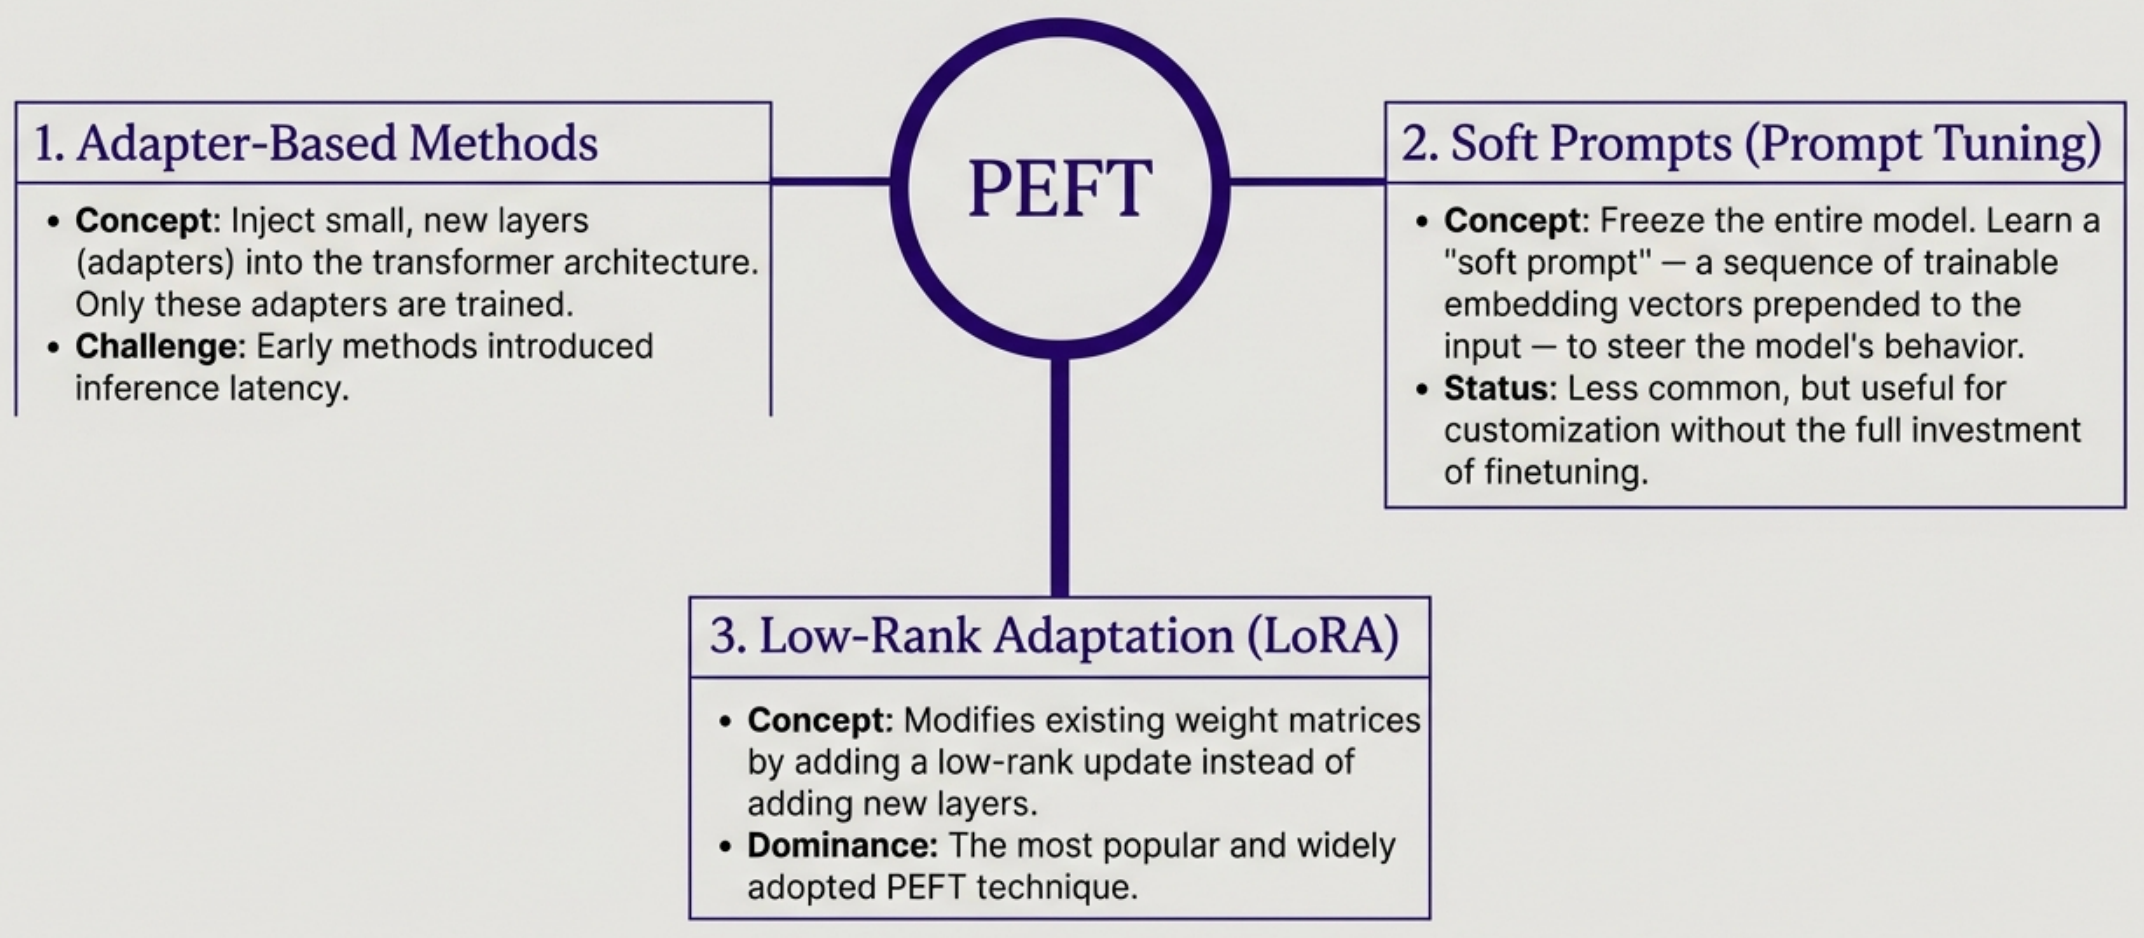 PEFT
1. Adapter-Based Methods
• Concept: Inject small, new layers
(adapters) into the transformer architecture.
Only these adapters are trained.
• Challenge: Early methods introduced
inference latency.
2. Soft Prompts (Prompt Tuning)
• Concept: Freeze the entire model. Learn a
"soft prompt" — a sequence of trainable
embedding vectors prepended to the
input — to steer the model's behavior.
• Status: Less common, but useful for
customization without the full investment
of finetuning.
3. Low-Rank Adaptation (LoRA)
• Concept: Modifies existing weight matrices
by adding a low-rank update instead of
adding new layers.
• Dominance: The most popular and widely
adopted PEFT technique.